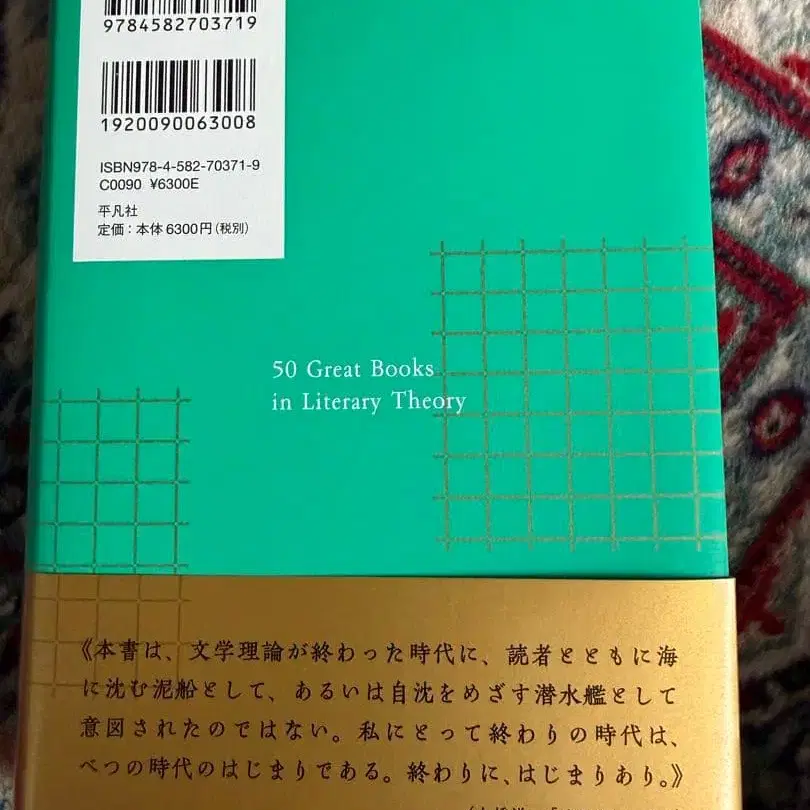 9784582703719
1920090063008
ISBN978-4-582-70371-9
C0090 ¥6300E
平凡社
定価：本体6300円(税別)
50 Great Books
in Literary Theory
《本書は、文学理論が終わった時代に、読者とともに海
に沈む泥船として、あるいは自沈をめざす潜水艦として
意図されたのではない。私にとって終わりの時代は、
べつの時代のはじまりである。終わりに、はじまりあり。》